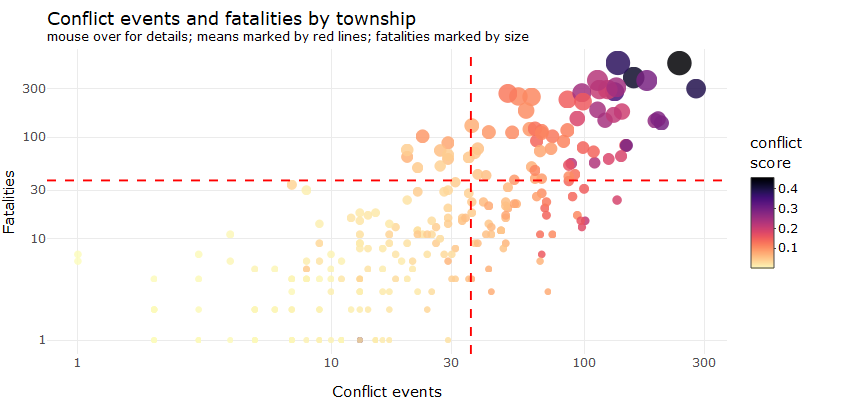 Conflict events and fatalities by township
mouse over for details; means marked by red lines; fatalities marked by size
Fatalities
300
100
30
10
1
1
10
30
100
300
Conflict events
conflict
score
0.4
0.3
0.2
0.1